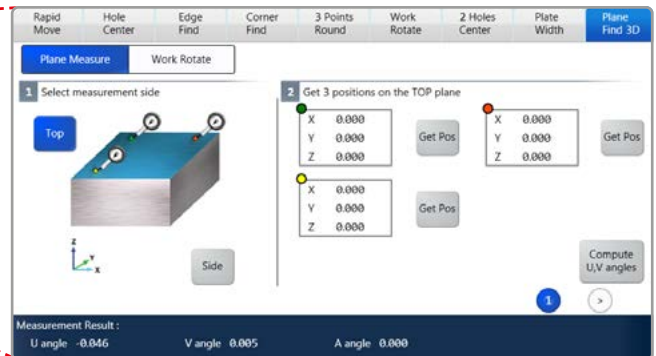 Rapid Move
Hole Center
Edge Find
Corner Find
3 Points Round
Work Rotate
2 Holes Center
Plate Width
Plane Find 3D
Plane Measure
Work Rotate
1 Select measurement side
2 Get 3 positions on the TOP plane
Top
Z
Y
X
Side
X 0.000
Y 0.000
Z 0.000
Get Pos
X 0.000
Y 0.000
Z 0.000
Get Pos
X 0.000
Y 0.000
Z 0.000
Get Pos
Compute
U,V angles
1 >
Measurement Result :
U angle -0.046 V angle 0.005 A angle 0.000